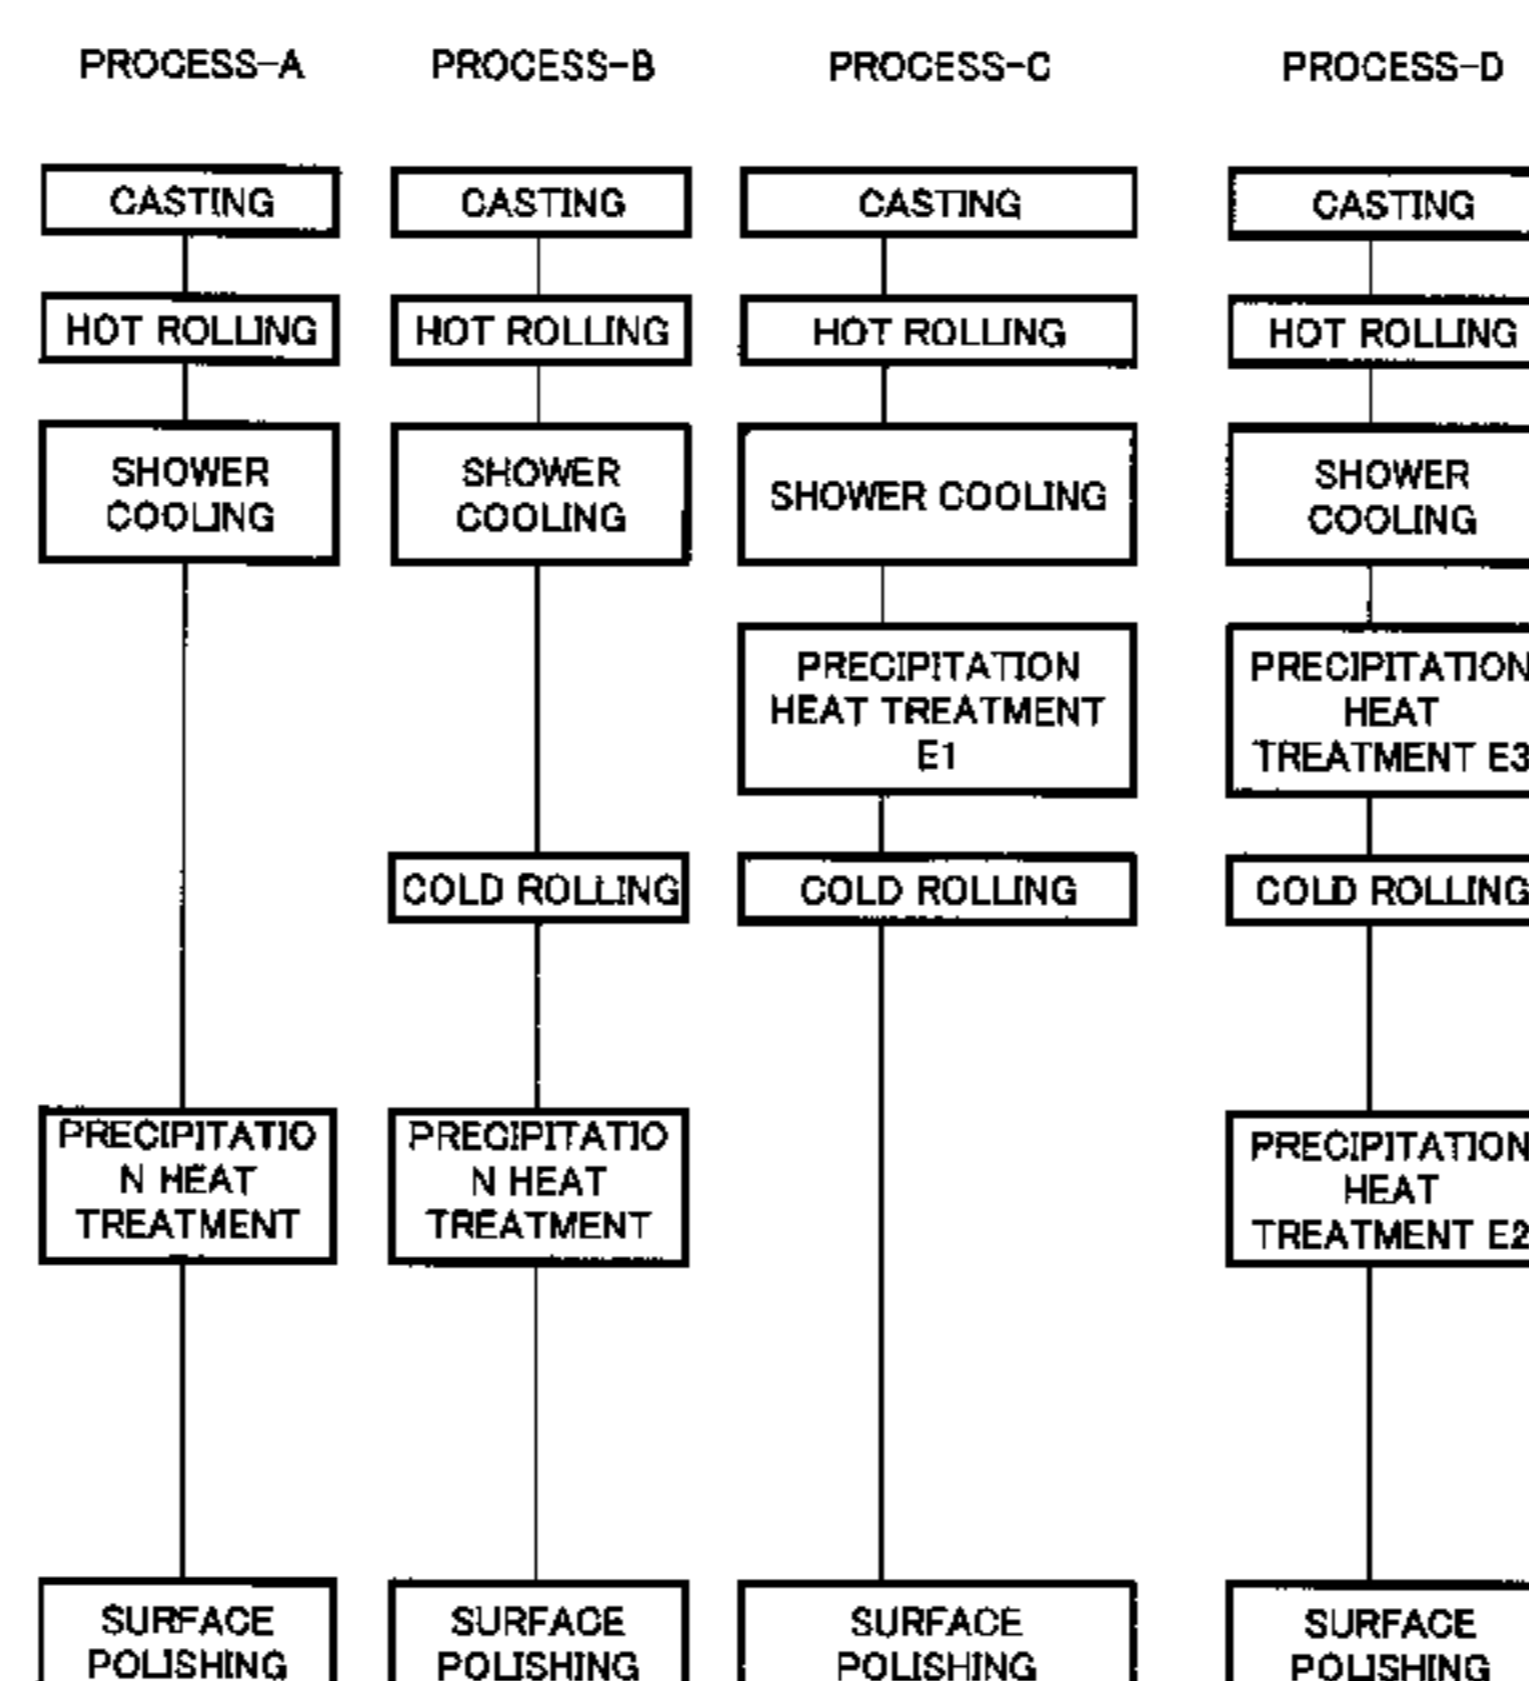 PROCESS-A
PROCESS-B
PROCESS-C
PROCESS-D
CASTING
CASTING
CASTING
CASTING
HOT ROLLING
HOT ROLLING
HOT ROLLING
HOT ROLLING
SHOWER
COOLING
SHOWER
COOLING
SHOWER COOLING
SHOWER
COOLING
PRECIPITATION
HEAT TREATMENT
E1
PRECIPITATION
HEAT
TREATMENT E3
COLD ROLLING
COLD ROLLING
COLD ROLLING
PRECIPITATIO
N HEAT
TREATMENT
PRECIPITATIO
N HEAT
TREATMENT
PRECIPITATION
HEAT
TREATMENT E2
SURFACE
POLISHING
SURFACE
POLISHING
SURFACE
POLISHING
SURFACE
POLISHING